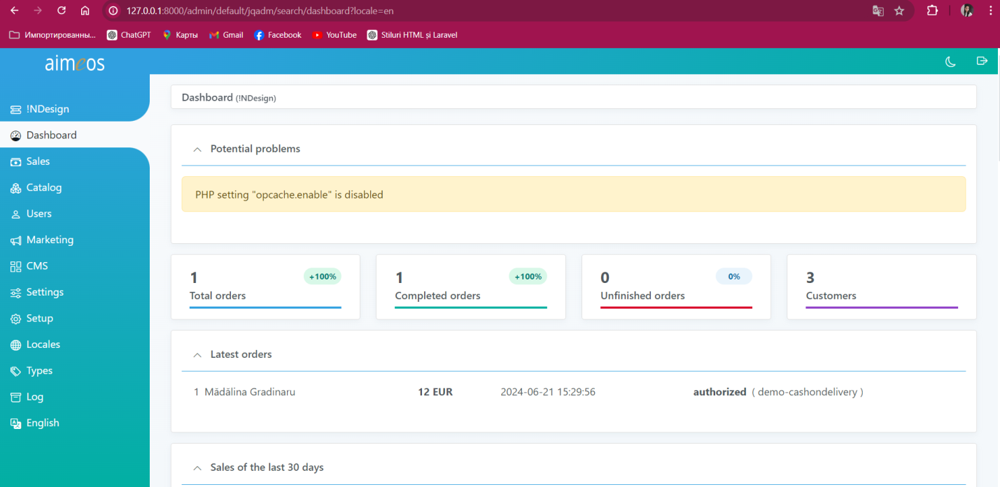 127.0.0.1:8000/admin/default/jqadm/search/dashboard?locale=en
Импортированны... ChatGPT Карты Gmail Facebook YouTube Stiluri HTML și Laravel
aimeos
!NDesign
Dashboard
Sales
Catalog
Users
Marketing
CMS
Settings
Setup
Locales
Types
Log
English
Dashboard (!NDesign)
Potential problems
PHP setting "opcache.enable" is disabled
1 +100%
Total orders
1 +100%
Completed orders
0 0%
Unfinished orders
3
Customers
Latest orders
1 Mădălina Gradinaru 12 EUR 2024-06-21 15:29:56 authorized ( demo-cashondelivery )
Sales of the last 30 days